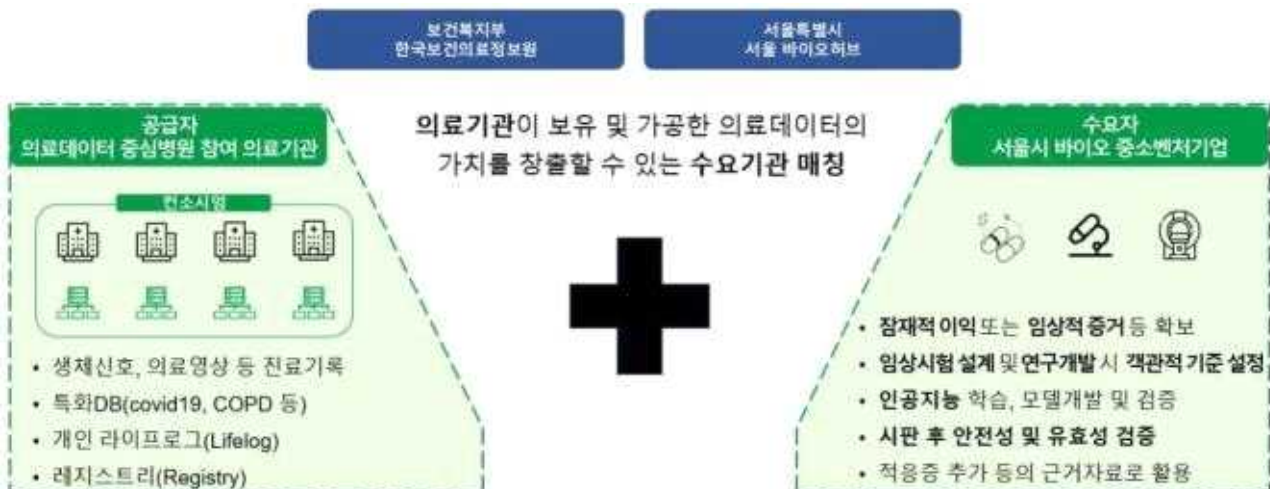 보건복지부
한국보건의료정보원
서울특별시
서울 바이오허브
공급자
의료데이터 중심병원 참여 의료기관
컨소시엄
• 생체신호, 의료영상 등 진료기록
• 특화DB(covid19, COPD 등)
• 개인 라이프로그(Lifelog)
• 레지스트리(Registry)
의료기관이 보유 및 가공한 의료데이터의
가치를 창출할 수 있는 수요기관 매칭
수요자
서울시 바이오 중소벤처기업
• 잠재적 이익 또는 임상적 증거 등 확보
• 임상시험 설계 및 연구개발 시 객관적 기준 설정
• 인공지능 학습, 모델개발 및 검증
• 시판 후 안전성 및 유효성 검증
• 적응증 추가 등의 근거자료로 활용